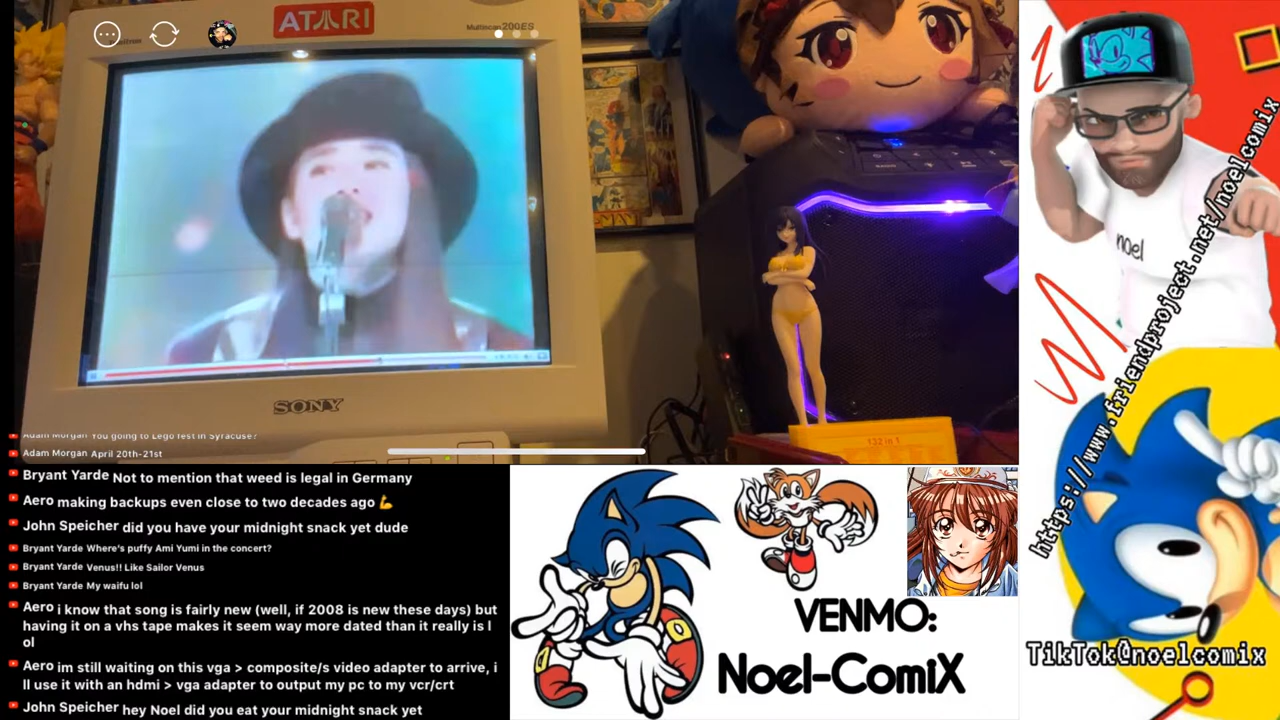 ATARI
Multiscan 200ES
SONY
132 in 1
Adam Morgan You going to Lego fest in Syracuse?
Adam Morgan April 20th-21st
Bryant Yarde Not to mention that weed is legal in Germany
Aero making backups even close to two decades ago 💪
John Speicher did you have your midnight snack yet dude
Bryant Yarde Where's puffy Ami Yumi in the concert?
Bryant Yarde Venus!! Like Sailor Venus
Bryant Yarde My waifu lol
Aero i know that song is fairly new (well, if 2008 is new these days) but
having it on a vhs tape makes it seem way more dated than it really is l
ol
Aero im still waiting on this vga > composite/s video adapter to arrive, i
ll use it with an hdmi > vga adapter to output my pc to my vcr/crt
John Speicher hey Noel did you eat your midnight snack yet
VENMO:
Noel-ComiX
noel
https://www.friendproject.net/noelcomix
TikTok@noelcomix